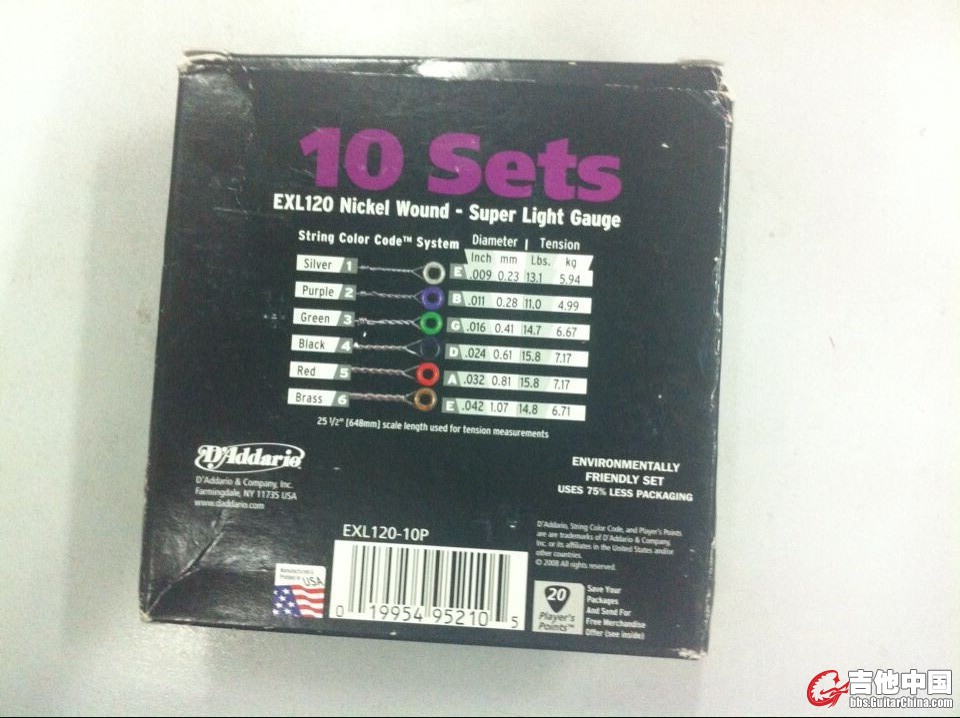 10 Sets
EXL120 Nickel Wound - Super Light Gauge
String Color Code™ System Diameter | Tension
Inch mm Lbs. kg
Silver 1 E .009 0.23 13.1 5.94
Purple 2 B .011 0.28 11.0 4.99
Green 3 G .016 0.41 14.7 6.67
Black 4 D .024 0.61 15.8 7.17
Red 5 A .032 0.81 15.8 7.17
Brass 6 E .042 1.07 14.8 6.71
25 1/2" [648mm] scale length used for tension measurements
D'Addario
D'Addario & Company, Inc.
Farmingdale, NY 11735 USA
www.daddario.com
ENVIRONMENTALLY
FRIENDLY SET
USES 75% LESS PACKAGING
EXL120-10P
D'Addario, String Color Code, and Player's Points
are are trademarks of D'Addario & Company,
Inc. or its affiliates in the United States and/or
other countries.
© 2008 All rights reserved.
USA
0 19954 95210 5
20
Player's
Points™
Save Your
Packages
And Send For
Free Merchandise
Offer (see inside)
吉他中国
bbs.GuitarChina.com